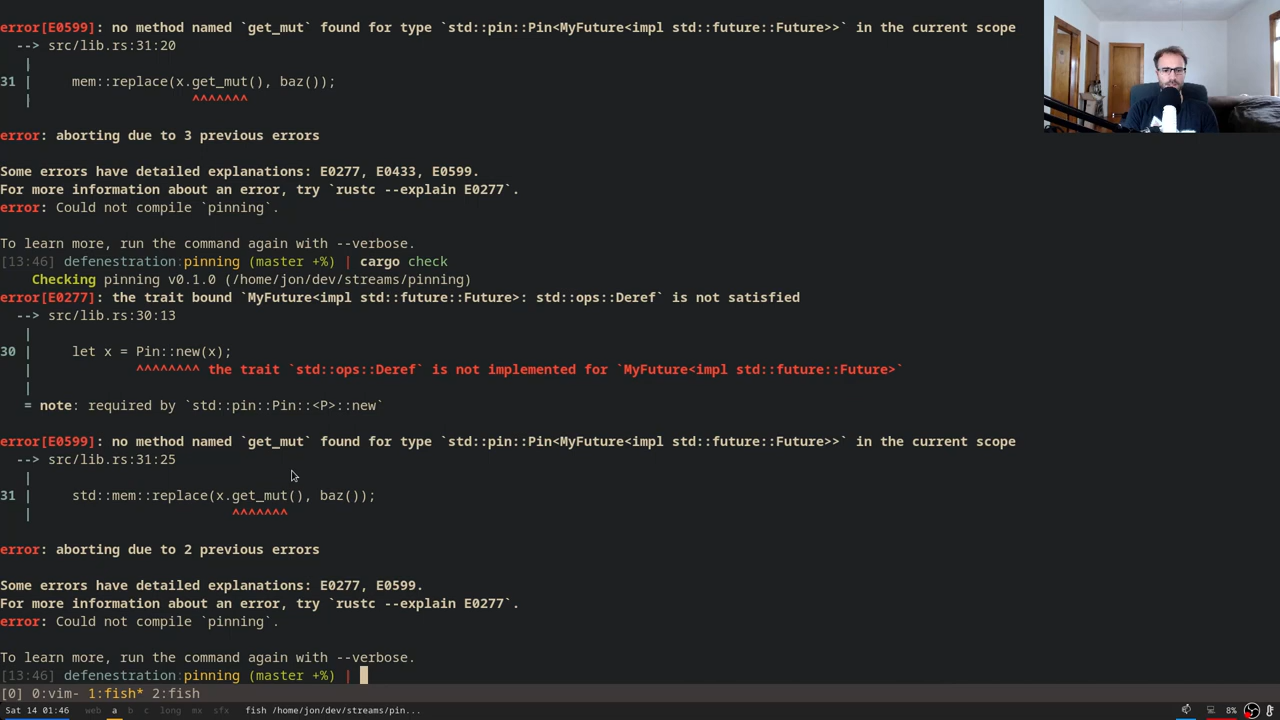 error[E0599]: no method named `get_mut` found for type `std::pin::Pin<MyFuture<impl std::future::Future>>` in the current scope
--> src/lib.rs:31:20
|
31 |     mem::replace(x.get_mut(), baz());
|                    ^^^^^^^
error: aborting due to 3 previous errors
Some errors have detailed explanations: E0277, E0433, E0599.
For more information about an error, try `rustc --explain E0277`.
error: Could not compile `pinning`.
To learn more, run the command again with --verbose.
[13:46] defenestration:pinning (master +%) | cargo check
Checking pinning v0.1.0 (/home/jon/dev/streams/pinning)
error[E0277]: the trait bound `MyFuture<impl std::future::Future>: std::ops::Deref` is not satisfied
--> src/lib.rs:30:13
|
30 |     let x = Pin::new(x);
|             ^^^^^^^^ the trait `std::ops::Deref` is not implemented for `MyFuture<impl std::future::Future>`
|
= note: required by `std::pin::Pin::<P>::new`
error[E0599]: no method named `get_mut` found for type `std::pin::Pin<MyFuture<impl std::future::Future>>` in the current scope
--> src/lib.rs:31:25
|
31 |     std::mem::replace(x.get_mut(), baz());
|                         ^^^^^^^
error: aborting due to 2 previous errors
Some errors have detailed explanations: E0277, E0599.
For more information about an error, try `rustc --explain E0277`.
error: Could not compile `pinning`.
To learn more, run the command again with --verbose.
[13:46] defenestration:pinning (master +%) |
[0] 0:vim- 1:fish* 2:fish
Sat 14 01:46 web a b c long mx sfx fish /home/jon/dev/streams/pin... 8%